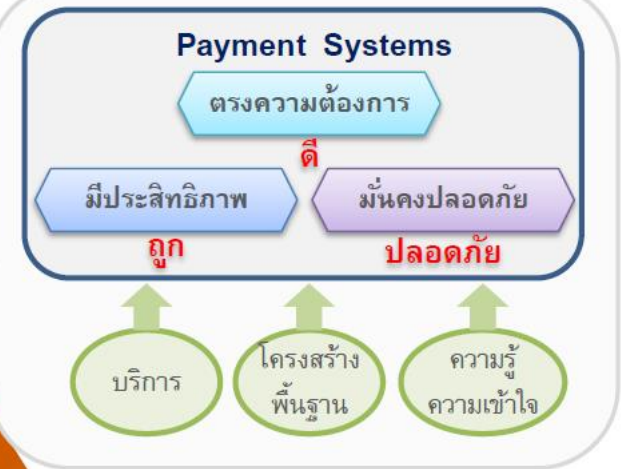 Payment Systems
ตรงความต้องการ
ดี
มีประสิทธิภาพ
มั่นคงปลอดภัย
ถูก
ปลอดภัย
บริการ
โครงสร้าง
พื้นฐาน
ความรู้
ความเข้าใจ